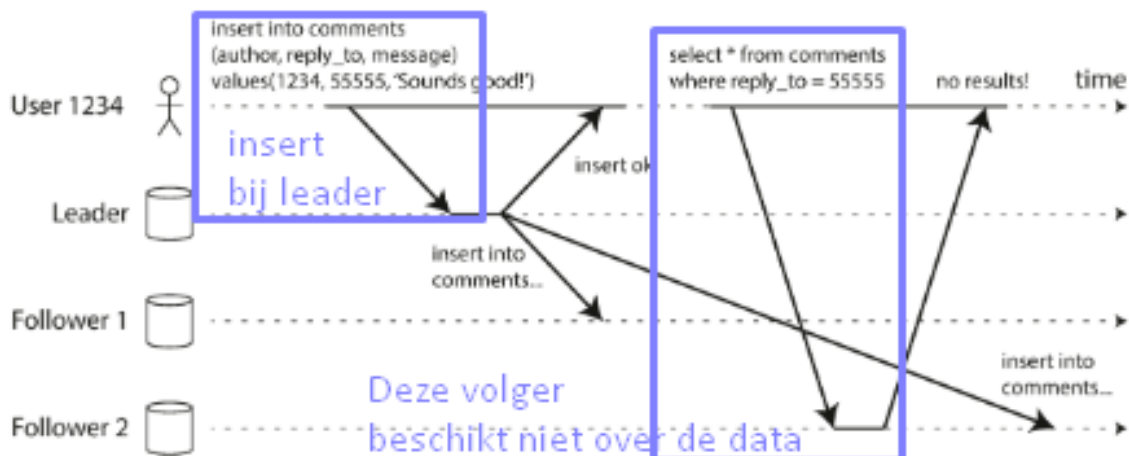 insert into comments
(author, reply_to, message)
values(1234, 55555, 'Sounds good!')
select * from comments
where reply_to = 55555
no results!
time
User 1234
insert
bij leader
insert ok
Leader
insert into
comments...
Follower 1
insert into
comments...
Deze volger
beschikt niet over de data
Follower 2